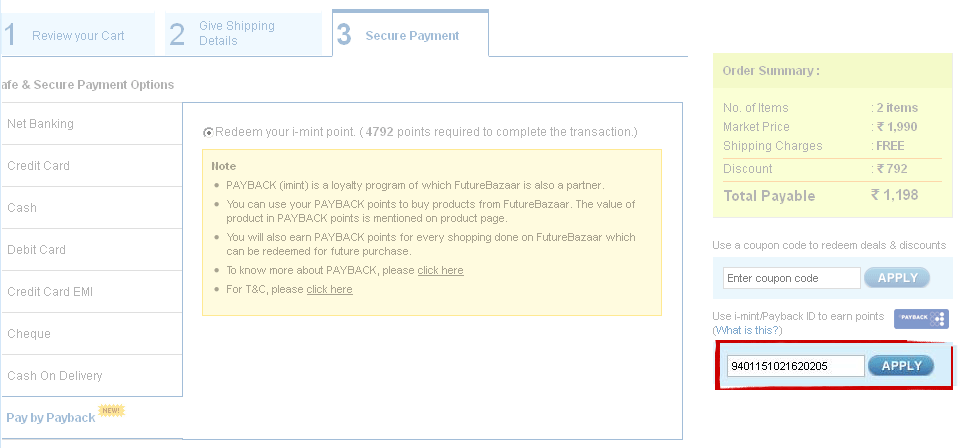 1 Review your Cart
2 Give Shipping
Details
3 Secure Payment
afe & Secure Payment Options
Net Banking
Credit Card
Cash
Debit Card
Credit Card EMI
Cheque
Cash On Delivery
Pay by Payback NEW!
Redeem your i-mint point. ( 4792 points required to complete the transaction.)
Note
• PAYBACK (imint) is a loyalty program of which FutureBazaar is also a partner.
• You can use your PAYBACK points to buy products from FutureBazaar. The value of
product in PAYBACK points is mentioned on product page.
• You will also earn PAYBACK points for every shopping done on FutureBazaar which
can be redeemed for future purchase.
• To know more about PAYBACK, please click here
• For T&C, please click here
Order Summary :
No. of Items : 2 items
Market Price : ₹ 1,990
Shipping Charges : FREE
Discount : ₹ 792
Total Payable ₹ 1,198
Use a coupon code to redeem deals & discounts
Enter coupon code APPLY
Use i-mint/Payback ID to earn points PAYBACK
(What is this?)
9401151021620205 APPLY